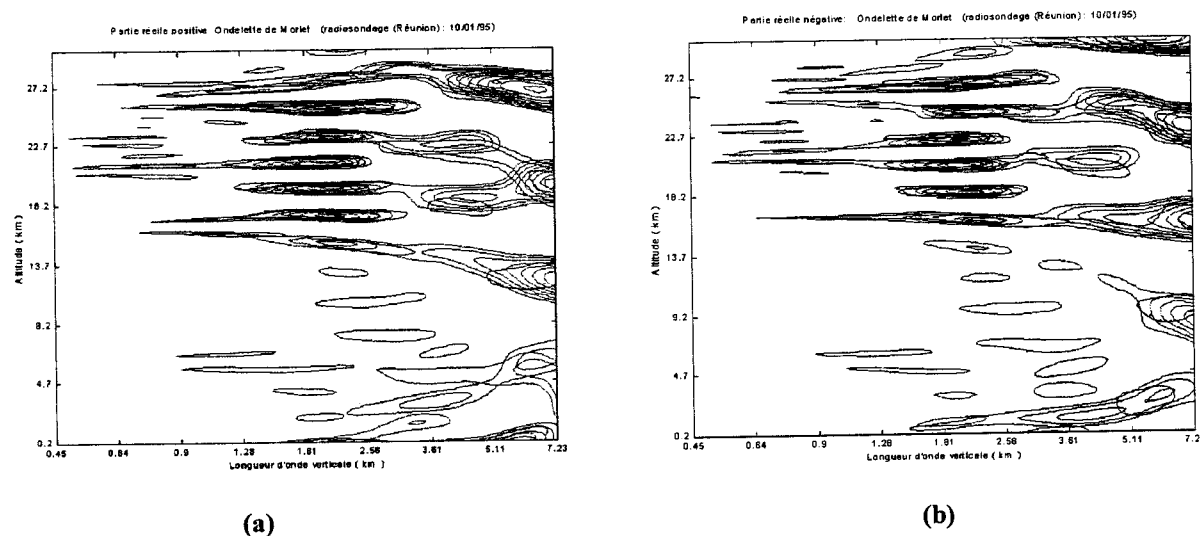 Partie réelle positive Ondelette de Morlet (radiosondage (Réunion) : 10/01/95)
Altitude ( km )
27.2
22.7
18.2
13.7
8.2
4.7
0.2
0.45 0.64 0.9 1.28 1.81 2.56 3.61 5.11 7.23
Longueur d'onde verticale ( km )
(a)
Partie réelle négative: Ondelette de Morlet (radiosondage (Réunion) : 10/01/95)
Altitude ( km )
27.2
22.7
18.2
13.7
9.2
4.7
0.2
0.45 0.64 0.9 1.28 1.81 2.56 3.61 5.11 7.2
Longueur d'onde verticale ( km )
(b)